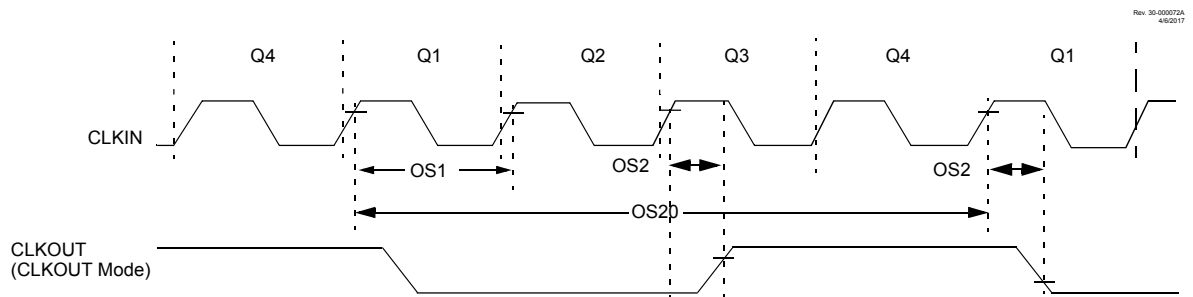 Rev. 30-000072A
4/6/2017
Q4
Q1
Q2
Q3
Q4
Q1
CLKIN
OS1
OS2
OS2
OS20
CLKOUT
(CLKOUT Mode)